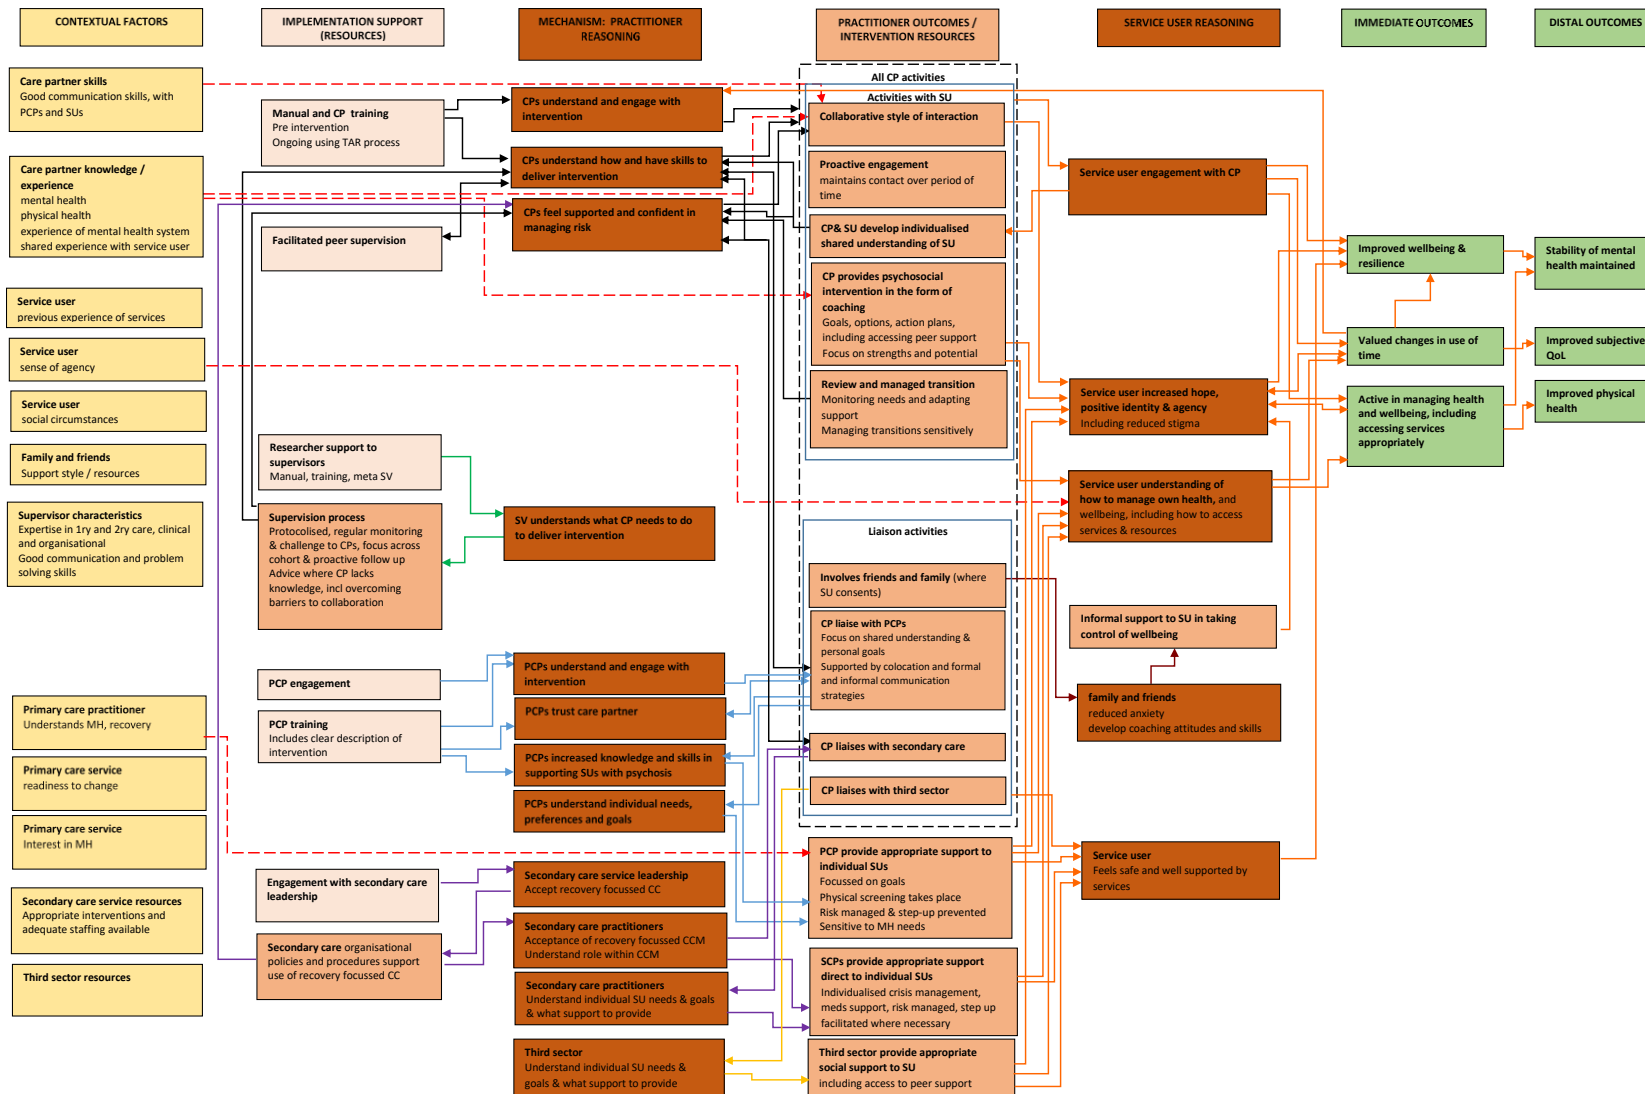 CONTEXTUAL FACTORS
IMPLEMENTATION SUPPORT
(RESOURCES)
MECHANISM: PRACTITIONER
REASONING
PRACTITIONER OUTCOMES /
INTERVENTION RESOURCES
SERVICE USER REASONING
IMMEDIATE OUTCOMES
DISTAL OUTCOMES
Care partner skills
Good communication skills, with
PCPs and SUs
Care partner knowledge /
experience
mental health
physical health
experience of mental health system
shared experience with service user
Service user
previous experience of services
Service user
sense of agency
Service user
social circumstances
Family and friends
Support style / resources
Supervisor characteristics
Expertise in 1ry and 2ry care, clinical
and organisational
Good communication and problem
solving skills
Primary care practitioner
Understands MH, recovery
Primary care service
readiness to change
Primary care service
Interest in MH
Secondary care service resources
Appropriate interventions and
adequate staffing available
Third sector resources
Manual and CP training
Pre intervention
Ongoing using TAR process
Facilitated peer supervision
Researcher support to
supervisors
Manual, training, meta SV
Supervision process
Protocolised, regular monitoring
& challenge to CPs, focus across
cohort & proactive follow up
Advice where CP lacks
knowledge, incl overcoming
barriers to collaboration
PCP engagement
PCP training
Includes clear description of
intervention
Engagement with secondary care
leadership
Secondary care organisational
policies and procedures support
use of recovery focussed CC
CPs understand and engage with
intervention
CPs understand how and have skills to
deliver intervention
CPs feel supported and confident in
managing risk
SV understands what CP needs to do
to deliver intervention
PCPs understand and engage with
intervention
PCPs trust care partner
PCPs increased knowledge and skills in
supporting SUs with psychosis
PCPs understand individual needs,
preferences and goals
Secondary care service leadership
Accept recovery focussed CC
Secondary care practitioners
Acceptance of recovery focussed CCM
Understand role within CCM
Secondary care practitioners
Understand individual SU needs & goals
& what support to provide
Third sector
Understand individual SU needs &
goals & what support to provide
All CP activities
Activities with SU
Collaborative style of interaction
Proactive engagement
maintains contact over period of
time
CP& SU develop individualised
shared understanding of SU
CP provides psychosocial
intervention in the form of
coaching
Goals, options, action plans,
including accessing peer support
Focus on strengths and potential
Review and managed transition
Monitoring needs and adapting
support
Managing transitions sensitively
Liaison activities
Involves friends and family (where
SU consents)
CP liaise with PCPs
Focus on shared understanding &
personal goals
Supported by colocation and formal
and informal communication
strategies
CP liaises with secondary care
CP liaises with third sector
PCP provide appropriate support to
individual SUs
Focussed on goals
Physical screening takes place
Risk managed & step-up prevented
Sensitive to MH needs
SCPs provide appropriate support
direct to individual SUs
Individualised crisis management,
meds support, risk managed, step up
facilitated where necessary
Third sector provide appropriate
social support to SU
including access to peer support
Service user engagement with CP
Service user increased hope,
positive identity & agency
Including reduced stigma
Service user understanding of
how to manage own health, and
wellbeing, including how to access
services & resources
Informal support to SU in taking
control of wellbeing
family and friends
reduced anxiety
develop coaching attitudes and skills
Service user
Feels safe and well supported by
services
Improved wellbeing &
resilience
Valued changes in use of
time
Active in managing health
and wellbeing, including
accessing services
appropriately
Stability of mental
health maintained
Improved subjective
QoL
Improved physical
health